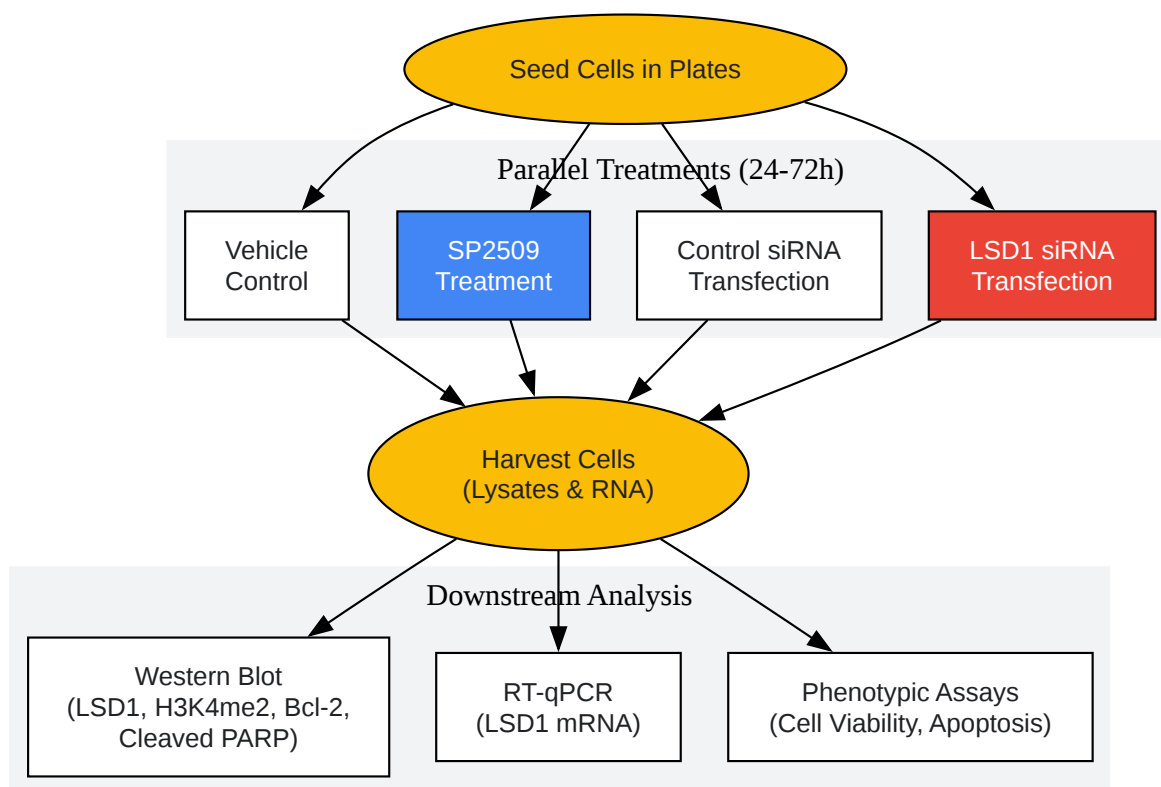 Seed Cells in Plates
Parallel Treatments (24-72h)
Vehicle
Control
SP2509
Treatment
Control siRNA
Transfection
LSD1 siRNA
Transfection
Harvest Cells
(Lysates & RNA)
Downstream Analysis
Western Blot
(LSD1, H3K4me2, Bcl-2,
Cleaved PARP)
RT-qPCR
(LSD1 mRNA)
Phenotypic Assays
(Cell Viability, Apoptosis)